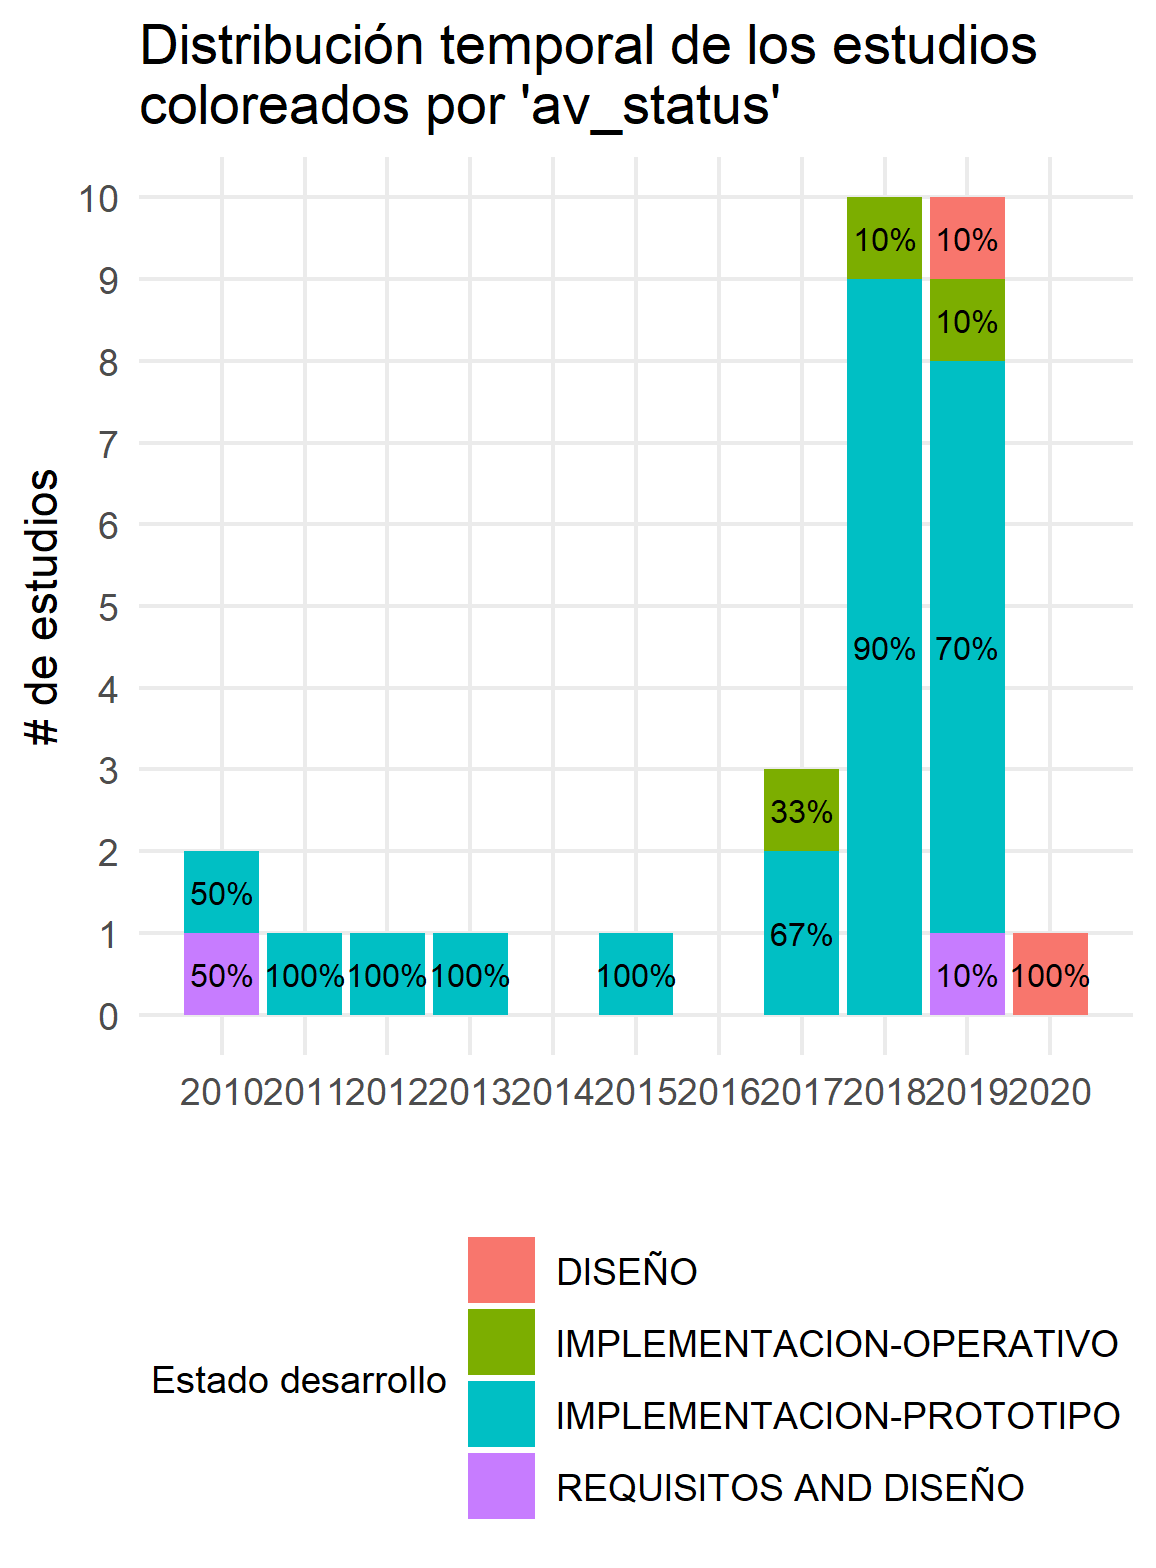 Distribución temporal de los estudios
coloreados por 'av_status'
# de estudios
10
9
8
7
6
5
4
3
2
1
0
10% 10%
10%
90% 70%
33%
67%
50%
50% 100% 100% 100% 100% 10% 100%
2010 2011 2012 2013 2014 2015 2016 2017 2018 2019 2020
Estado desarrollo
DISEÑO
IMPLEMENTACION-OPERATIVO
IMPLEMENTACION-PROTOTIPO
REQUISITOS AND DISEÑO